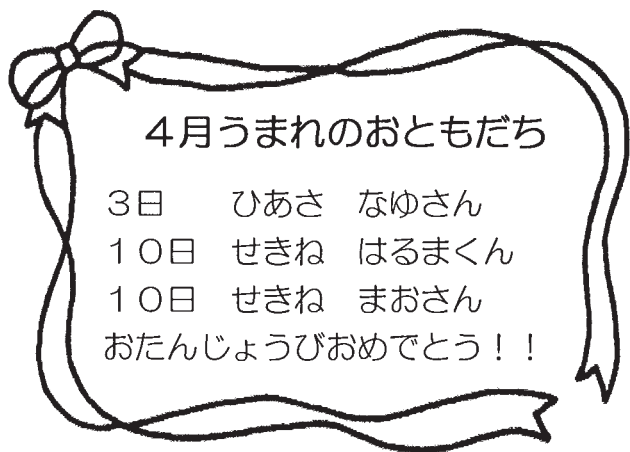 ４月うまれのおともだち
３日　　ひあさ　なゆさん
１０日　せきね　はるまくん
１０日　せきね　まおさん
おたんじょうびおめでとう！！